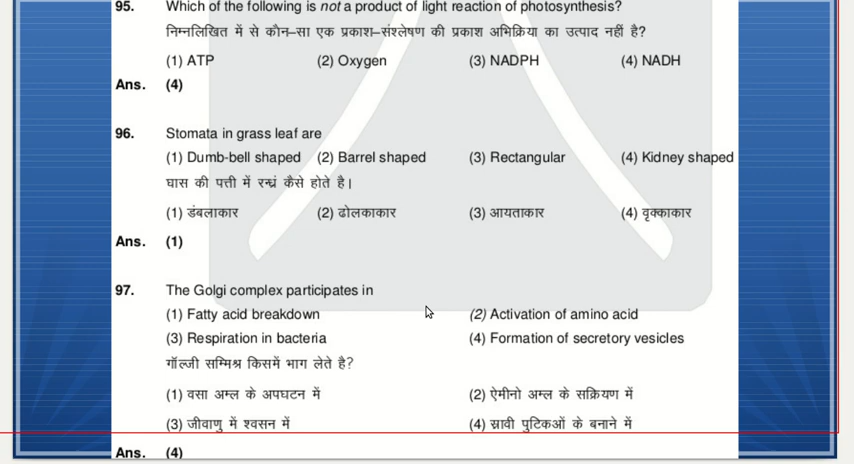 95. Which of the following is not a product of light reaction of photosynthesis?
निम्नलिखित में से कौन–सा एक प्रकाश–संश्लेषण की प्रकाश अभिक्रिया का उत्पाद नहीं है?
(1) ATP (2) Oxygen (3) NADPH (4) NADH
Ans. (4)
96. Stomata in grass leaf are
(1) Dumb-bell shaped (2) Barrel shaped (3) Rectangular (4) Kidney shaped
घास की पत्ती में रन्ध्रं कैसे होते है।
(1) डंबलाकार (2) ढोलकाकार (3) आयताकार (4) वृक्काकार
Ans. (1)
97. The Golgi complex participates in
(1) Fatty acid breakdown (2) Activation of amino acid
(3) Respiration in bacteria (4) Formation of secretory vesicles
गॉल्जी सम्मिश्र किसमें भाग लेते है?
(1) वसा अम्ल के अपघटन में (2) ऐमीनो अम्ल के सक्रियण में
(3) जीवाणु में श्वसन में (4) स्रावी पुटिकओं के बनाने में
Ans. (4)